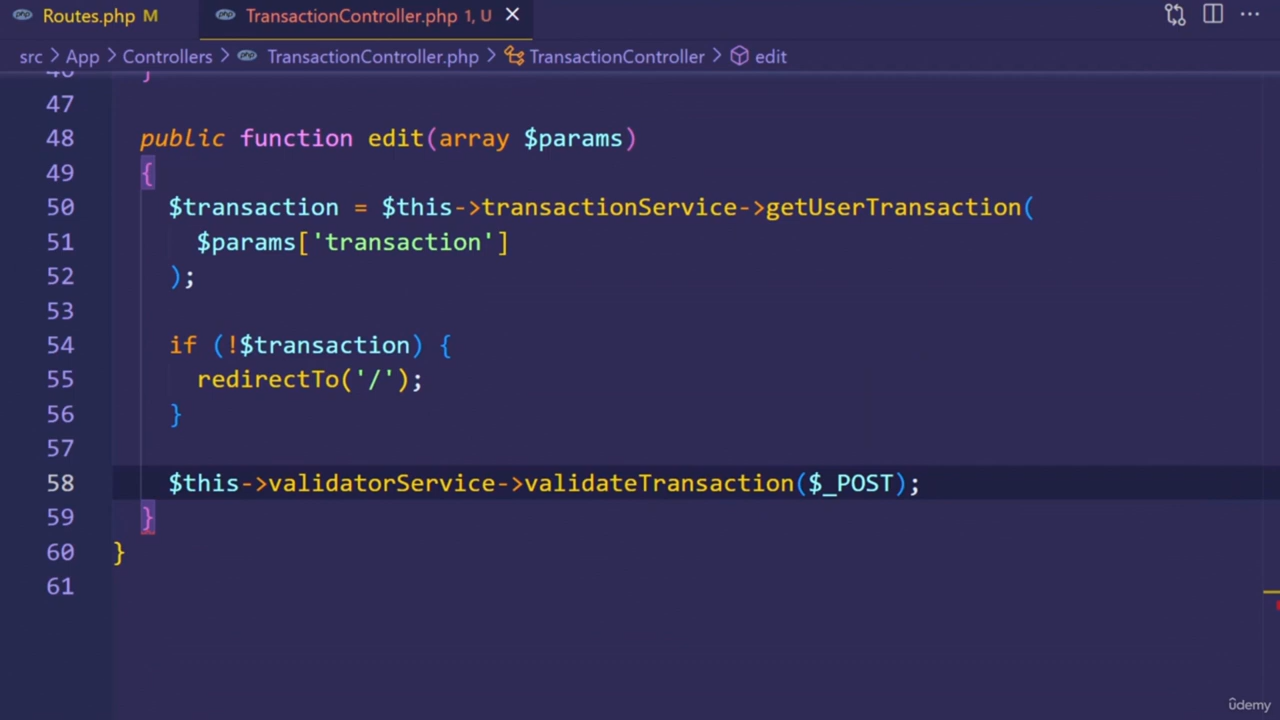 Routes.php M TransactionController.php 1, U
src > App > Controllers > TransactionController.php > TransactionController > edit
46 }
47
48 public function edit(array $params)
49 {
50 $transaction = $this->transactionService->getUserTransaction(
51 $params['transaction']
52 );
53
54 if (!$transaction) {
55 redirectTo('/');
56 }
57
58 $this->validatorService->validateTransaction($_POST);
59 }
60 }
61
ûdemy